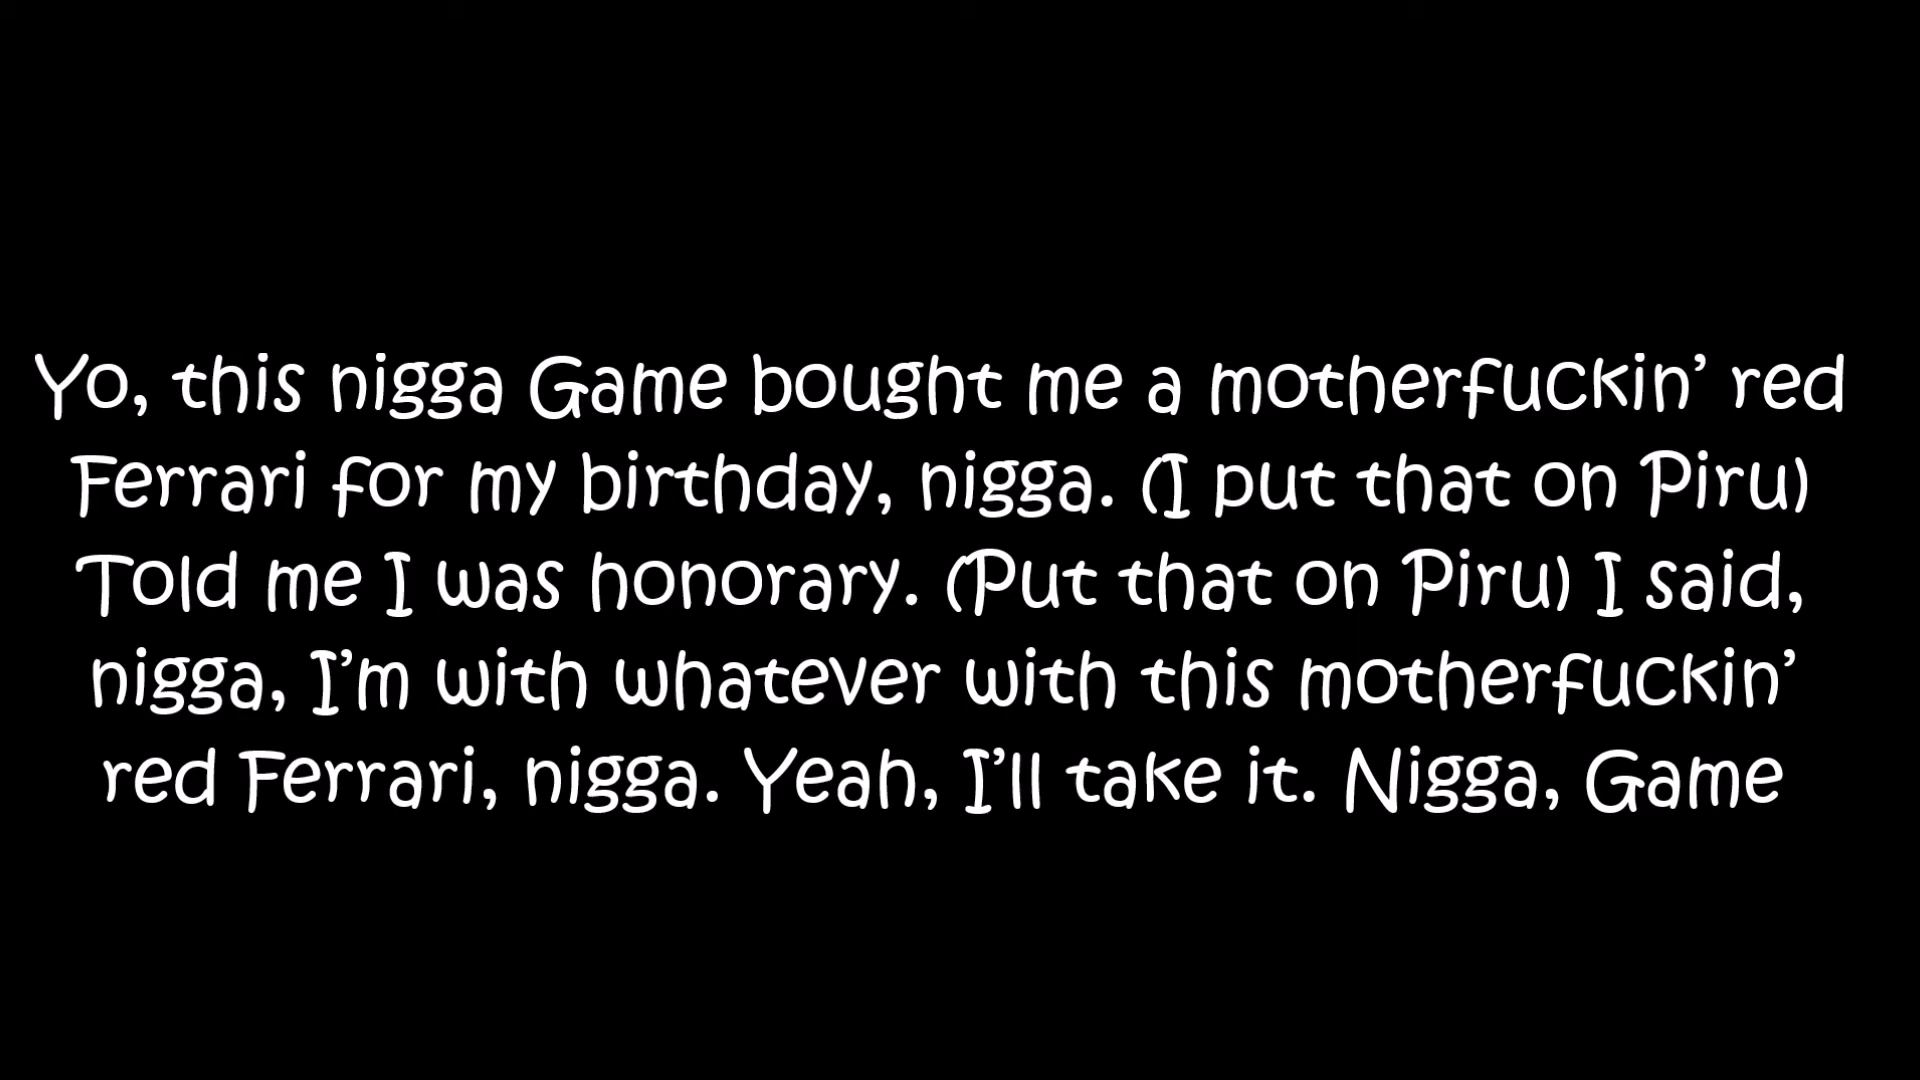 Yo, this nigga Game bought me a motherfuckin’ red
Ferrari for my birthday, nigga. (I put that on Piru)
Told me I was honorary. (Put that on Piru) I said,
nigga, I’m with whatever with this motherfuckin’
red Ferrari, nigga. Yeah, I’ll take it. Nigga, Game